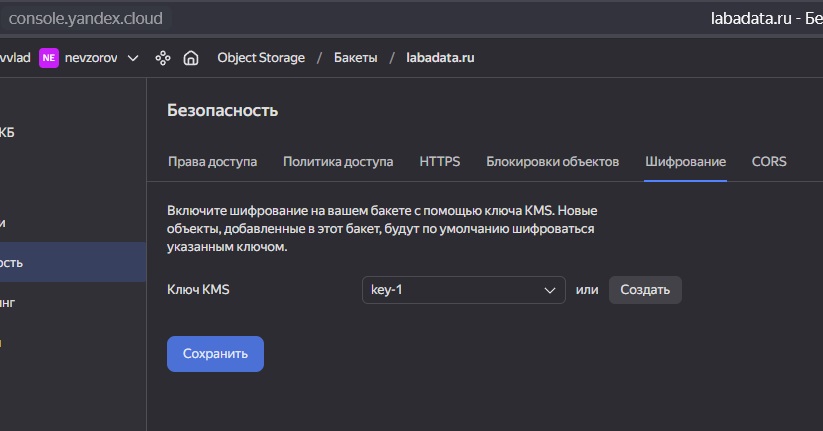 console.yandex.cloud labadata.ru - Бе
vvlad NE nevzorov Object Storage / Бакеты / labadata.ru
Безопасность
КБ
Права доступа Политика доступа HTTPS Блокировки объектов Шифрование CORS
и
Включите шифрование на вашем бакете с помощью ключа KMS. Новые
объекты, добавленные в этот бакет, будут по умолчанию шифроваться
указанным ключом.
ость
Ключ KMS key-1 или Создать
нг
Сохранить